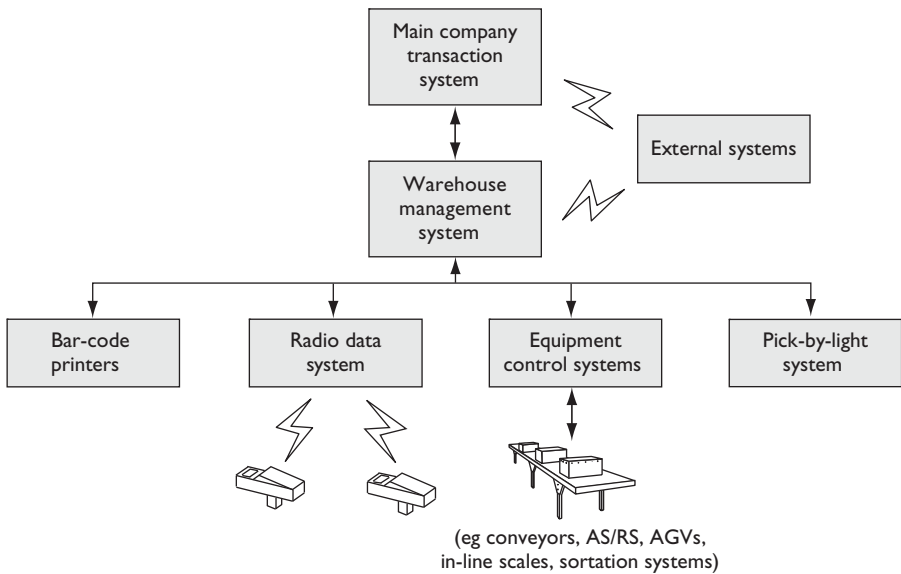 Main company
transaction
system
External systems
Warehouse
management
system
Bar-code
printers
Radio data
system
Equipment
control systems
Pick-by-light
system
(eg conveyors, AS/RS, AGVs,
in-line scales, sortation systems)